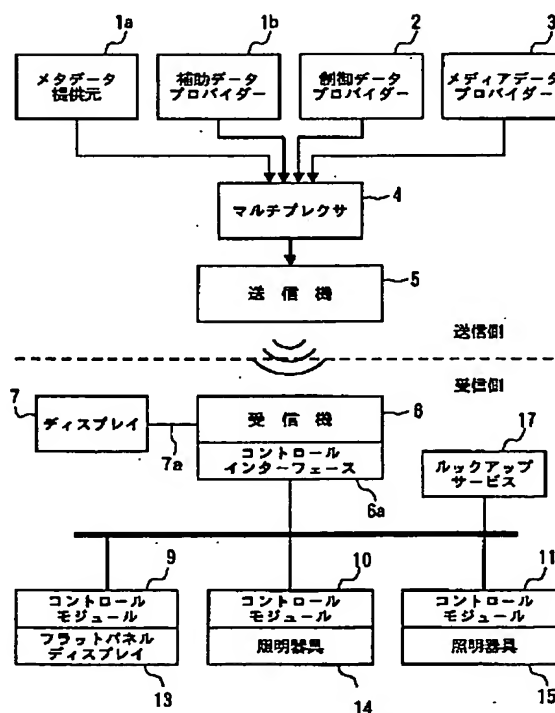 1a
1b
2
3
メタデータ
提供元
補助データ
プロバイダー
制御データ
プロバイダー
メディアデータ
プロバイダー
マルチプレクサ
4
送信機
5
送信側
受信側
7
ディスプレイ
7a
受信機
6
コントロール
インターフェース
6a
17
ルックアップ
サービス
9
10
11
コントロール
モジュール
フラットパネル
ディスプレイ
コントロール
モジュール
照明器具
コントロール
モジュール
照明器具
13
14
15